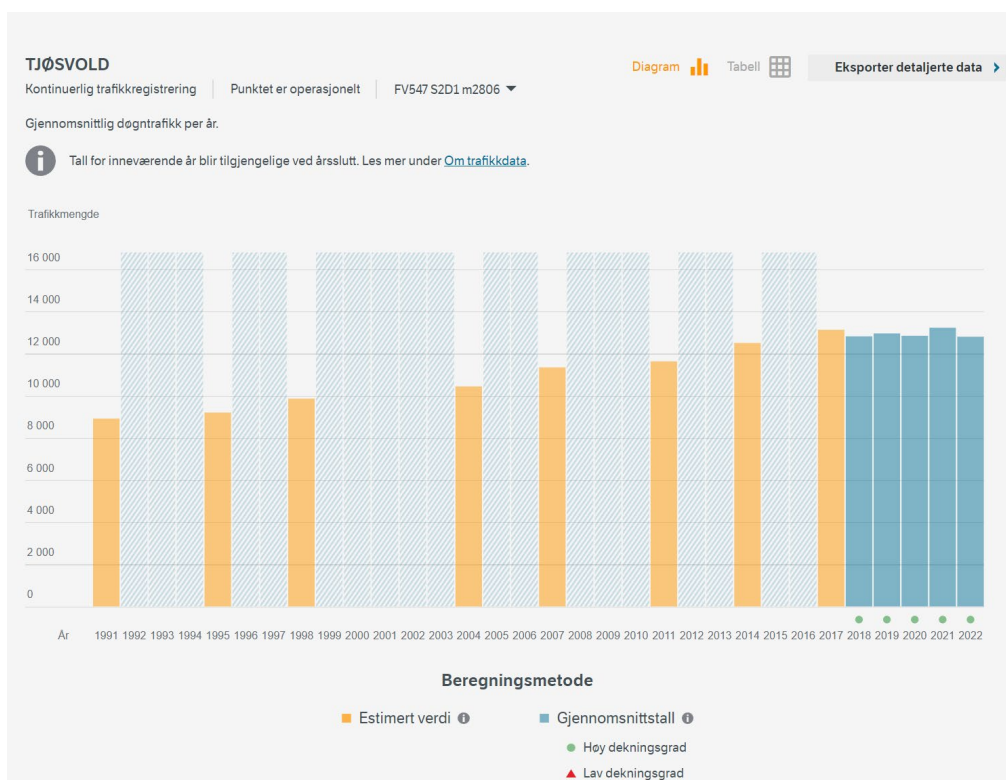 TJØSVOLD
Diagram
Tabell
Eksporter detaljerte data
Kontinuerlig trafikkregistrering
Punktet er operasjonelt
FV547 S2D1 m2806
Gjennomsnittlig døgntrafikk per år.
Tall for inneværende år blir tilgjengelige ved årsslutt. Les mer under Om trafikkdata.
Trafikkmengde
16 000
14 000
12 000
10 000
8 000
6 000
4 000
2 000
0
År 1991 1992 1993 1994 1995 1996 1997 1998 1999 2000 2001 2002 2003 2004 2005 2006 2007 2008 2009 2010 2011 2012 2013 2014 2015 2016 2017 2018 2019 2020 2021 2022
Beregningsmetode
Estimert verdi
Gjennomsnittstall
Høy dekningsgrad
Lav dekningsgrad